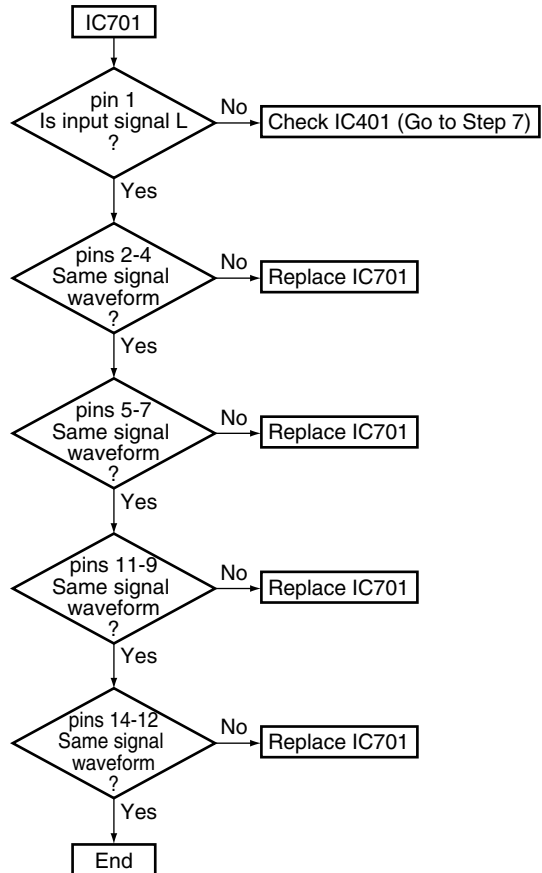 IC701
pin 1
Is input signal L
?
No
Check IC401 (Go to Step 7)
Yes
pins 2-4
Same signal
waveform
?
No
Replace IC701
Yes
pins 5-7
Same signal
waveform
?
No
Replace IC701
Yes
pins 11-9
Same signal
waveform
?
No
Replace IC701
Yes
pins 14-12
Same signal
waveform
?
No
Replace IC701
Yes
End